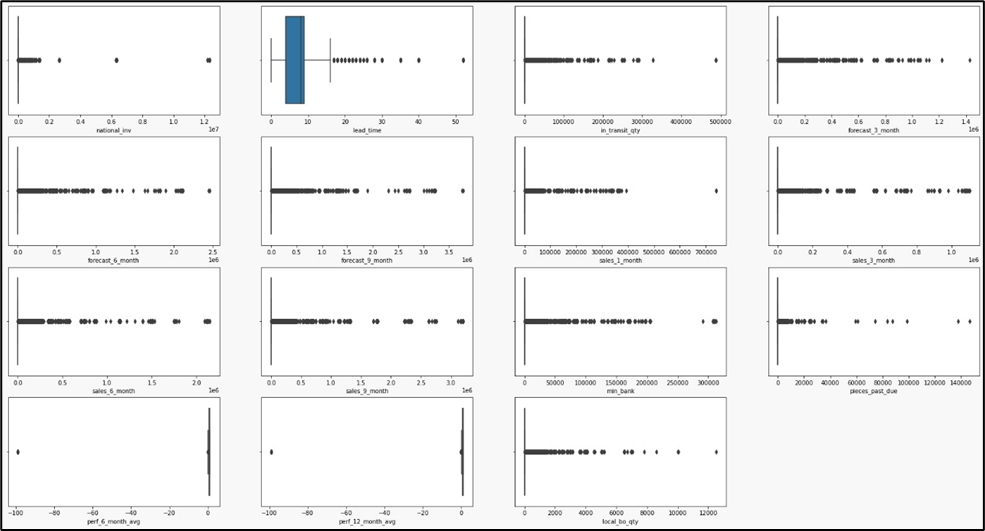 0.0 0.2 0.4 0.6 0.8 1.0 1.2
1e7
national_inv
0 10 20 30 40 50
lead_time
0 100000 200000 300000 400000 500000
in_transit_qty
0.0 0.2 0.4 0.6 0.8 1.0 1.2 1.4
1e6
forecast_3_month
0.0 0.5 1.0 1.5 2.0 2.5
1e6
forecast_6_month
0.0 0.5 1.0 1.5 2.0 2.5 3.0 3.5
1e6
forecast_9_month
0 100000 200000 300000 400000 500000 600000 700000
sales_1_month
0.0 0.2 0.4 0.6 0.8 1.0
1e6
sales_3_month
0.0 0.5 1.0 1.5 2.0
1e6
sales_6_month
0.0 0.5 1.0 1.5 2.0 2.5 3.0
1e6
sales_9_month
0 50000 100000 150000 200000 250000 300000
min_bank
0 20000 40000 60000 80000 100000 120000 140000
pieces_past_due
−100 −80 −60 −40 −20 0
perf_6_month_avg
−100 −80 −60 −40 −20 0
perf_12_month_avg
0 2000 4000 6000 8000 10000 12000
local_bo_qty